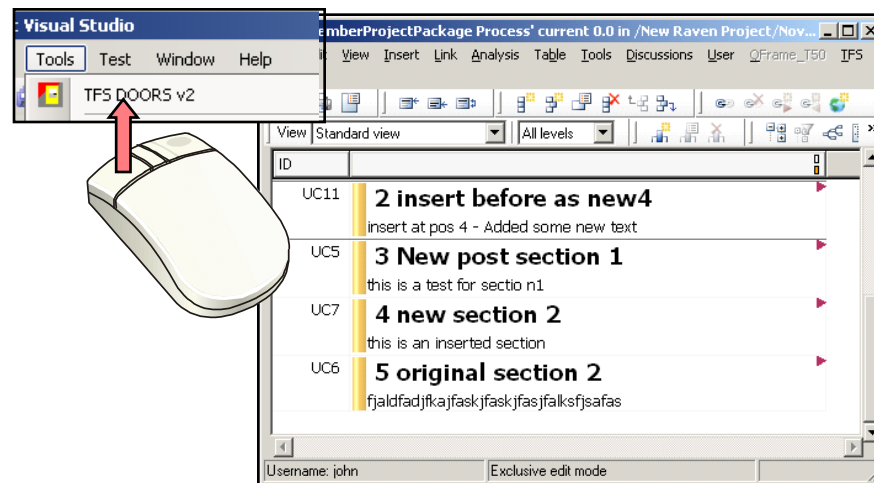 : Visual Studio
Tools Test Window Help
TFS DOORS v2
emberProjectPackage Process' current 0.0 in /New Raven Project/Nov...
it View Insert Link Analysis Table Tools Discussions User QFrame_T50 TFS
View Standard view All levels
ID
UC11 2 insert before as new4
insert at pos 4 - Added some new text
UC5 3 New post section 1
this is a test for sectio n1
UC7 4 new section 2
this is an inserted section
UC6 5 original section 2
fjaldfadjfkajfaskjfaskjfasjfalksfjsafas
Username: john Exclusive edit mode